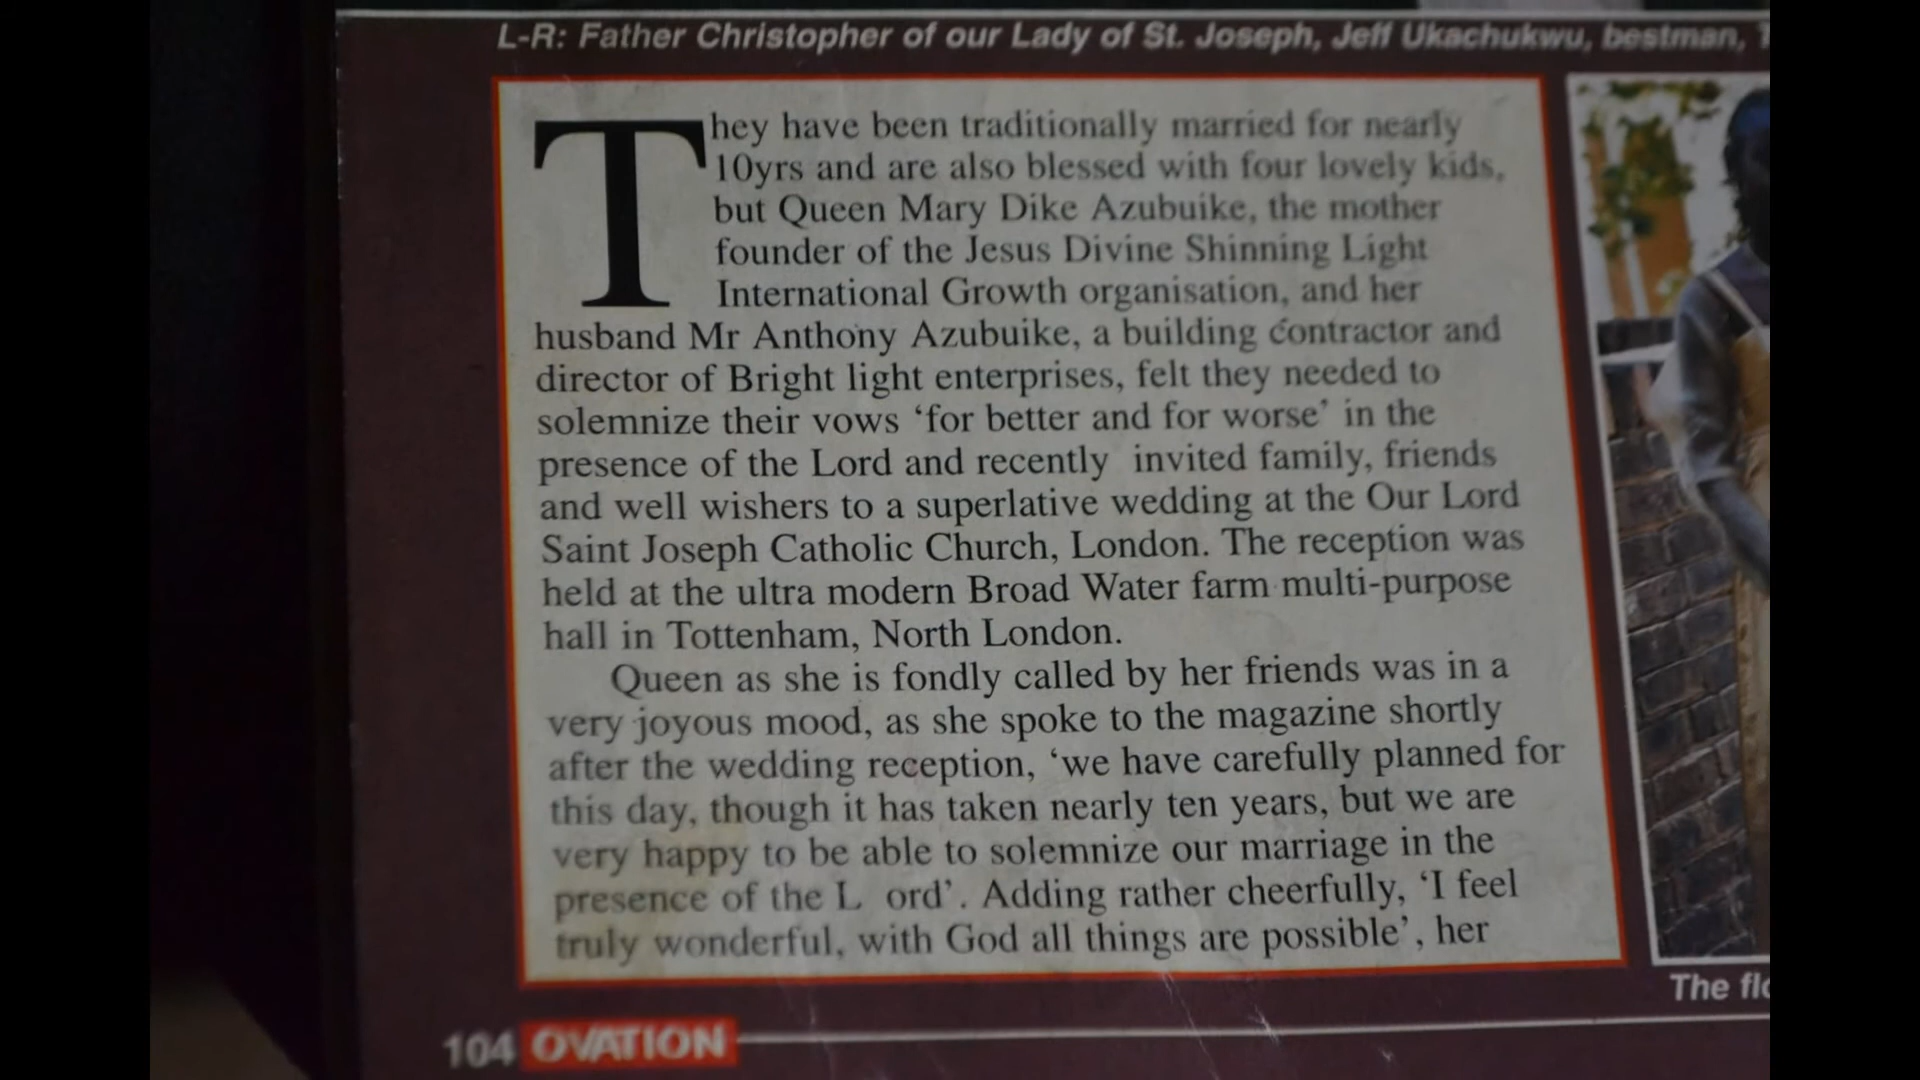 L-R: Father Christopher of our Lady of St. Joseph, Jeff Ukachukwu, bestman,
They have been traditionally married for nearly
10yrs and are also blessed with four lovely kids,
but Queen Mary Dike Azubuike, the mother
founder of the Jesus Divine Shinning Light
International Growth organisation, and her
husband Mr Anthony Azubuike, a building contractor and
director of Bright light enterprises, felt they needed to
solemnize their vows ‘for better and for worse’ in the
presence of the Lord and recently invited family, friends
and well wishers to a superlative wedding at the Our Lord
Saint Joseph Catholic Church, London. The reception was
held at the ultra modern Broad Water farm multi-purpose
hall in Tottenham, North London.
Queen as she is fondly called by her friends was in a
very joyous mood, as she spoke to the magazine shortly
after the wedding reception, ‘we have carefully planned for
this day, though it has taken nearly ten years, but we are
very happy to be able to solemnize our marriage in the
presence of the L ord’. Adding rather cheerfully, ‘I feel
truly wonderful, with God all things are possible’, her
The
104 OVATION